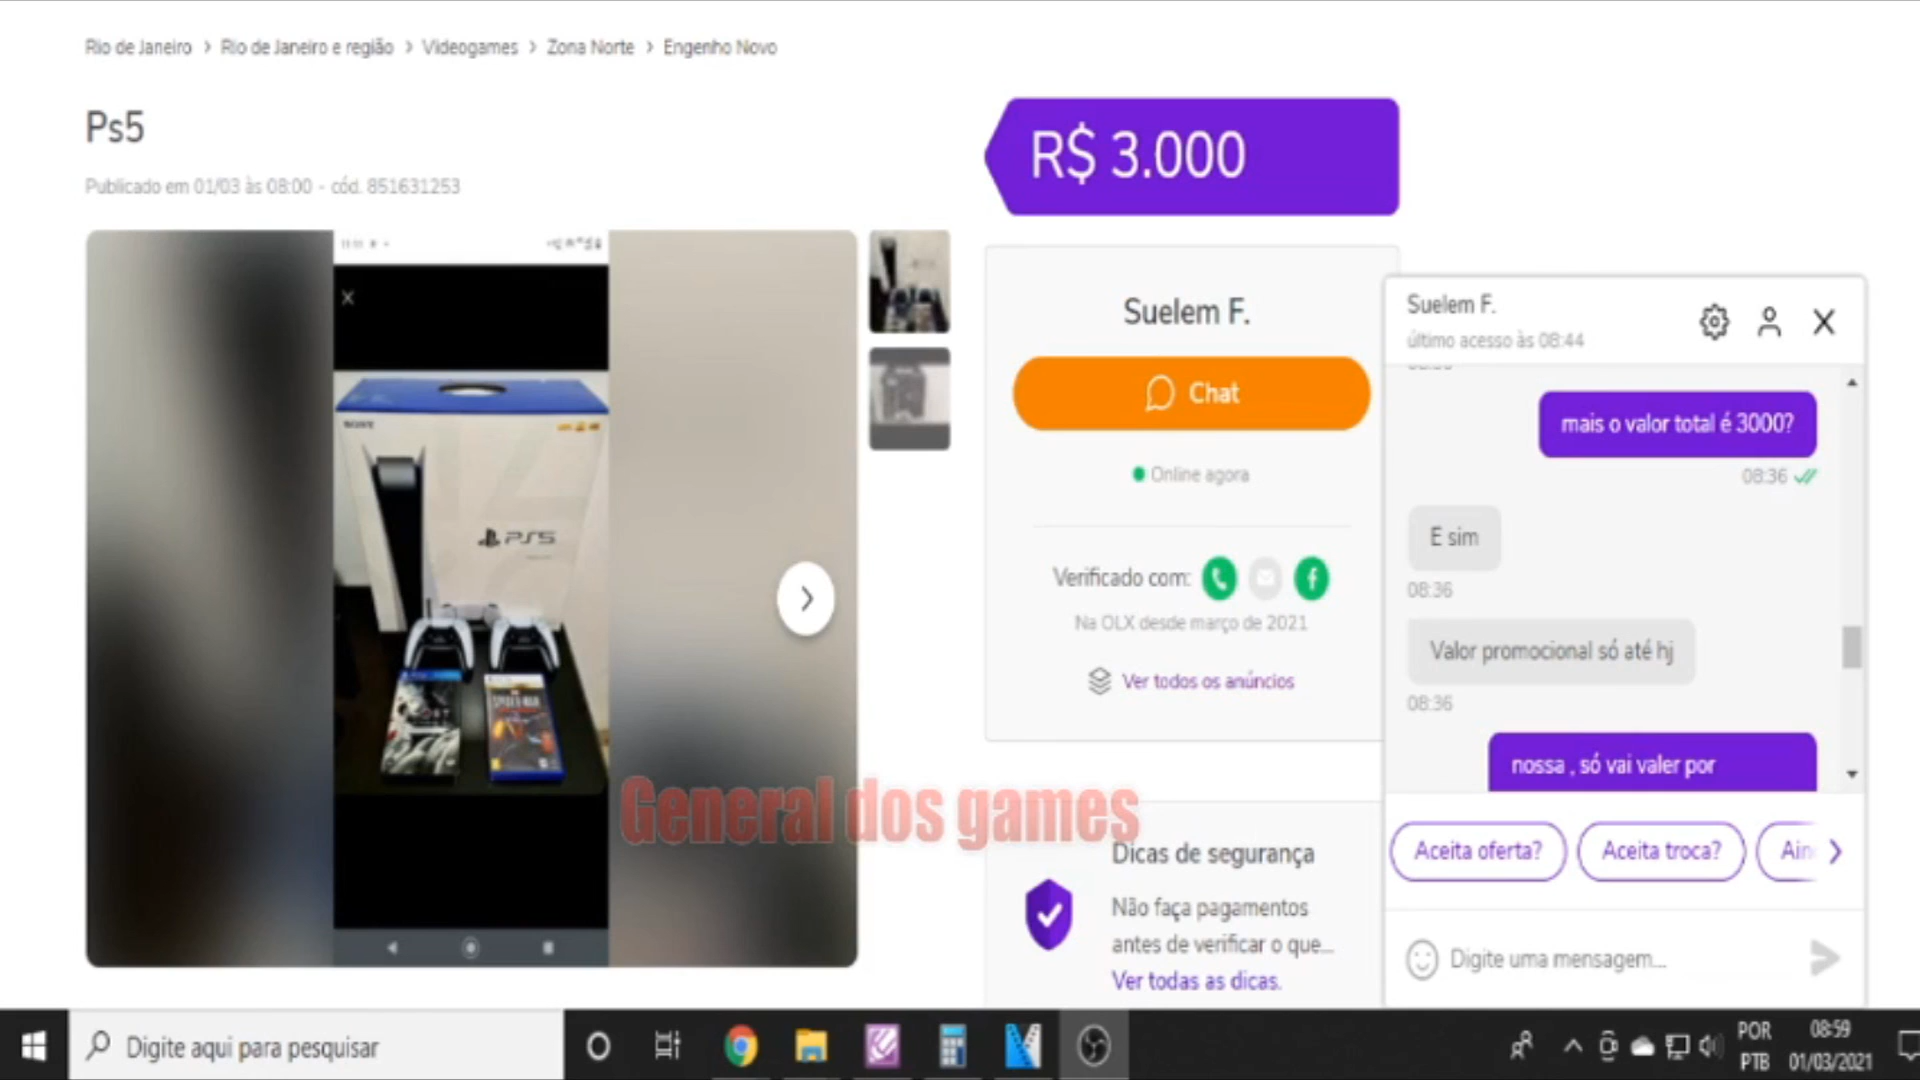 Rio de Janeiro > Rio de Janeiro e região > Videogames > Zona Norte > Engenho Novo
Ps5
Publicado em 01/03 às 08:00 - cód. 851631253
R$ 3.000
SONY
PS5
SPIDER-MAN
Suelem F.
Chat
Online agora
Verificado com:
Na OLX desde março de 2021
Ver todos os anúncios
General dos games
Dicas de segurança
Não faça pagamentos
antes de verificar o que...
Ver todas as dicas.
Suelem F.
último acesso às 08:44
mais o valor total é 3000?
08:36
E sim
08:36
Valor promocional só até hj
08:36
nossa , só vai valer por
Aceita oferta?
Aceita troca?
Ain
Digite uma mensagem...
Digite aqui para pesquisar
POR
PTB
08:59
01/03/2021